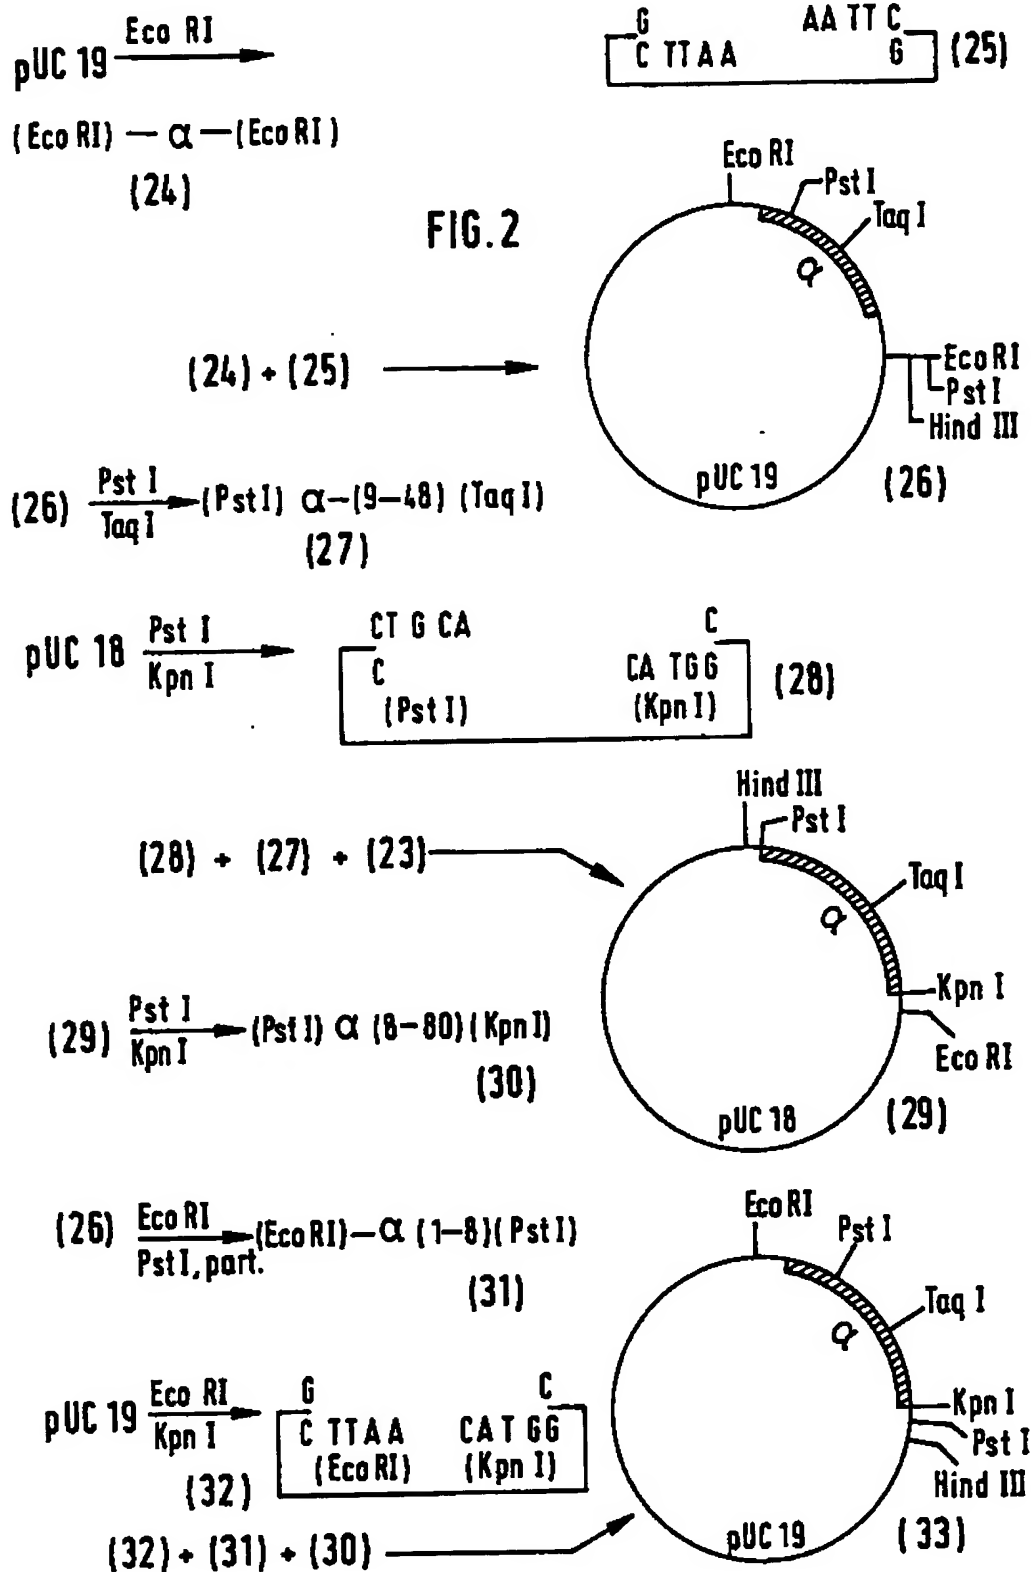 Eco RI
pUC 19
G AA TT C
C TTAA G
(25)
(Eco RI) — α — (Eco RI)
(24)
FIG. 2
Eco RI
Pst I
Taq I
α
(24) + (25)
Eco RI
Pst I
Hind III
pUC 19
(26)
(26) Pst I
Taq I
(Pst I) α-(9-48) (Taq I)
(27)
pUC 18 Pst I
Kpn I
CT G CA C
C CA TGG
(Pst I) (Kpn I)
(28)
Hind III
Pst I
(28) + (27) + (23)
Taq I
α
Kpn I
Eco RI
(29) Pst I
Kpn I
(Pst I) α (8-80) (Kpn I)
(30)
pUC 18
(29)
Eco RI
Pst I
(26) Eco RI
Pst I, part.
(Eco RI)-α (1-8) (Pst I)
(31)
Taq I
α
pUC 19 Eco RI
Kpn I
G C
C TTAA CAT GG
(Eco RI) (Kpn I)
(32)
Kpn I
Pst I
Hind III
(32) + (31) + (30)
pUC 19
(33)